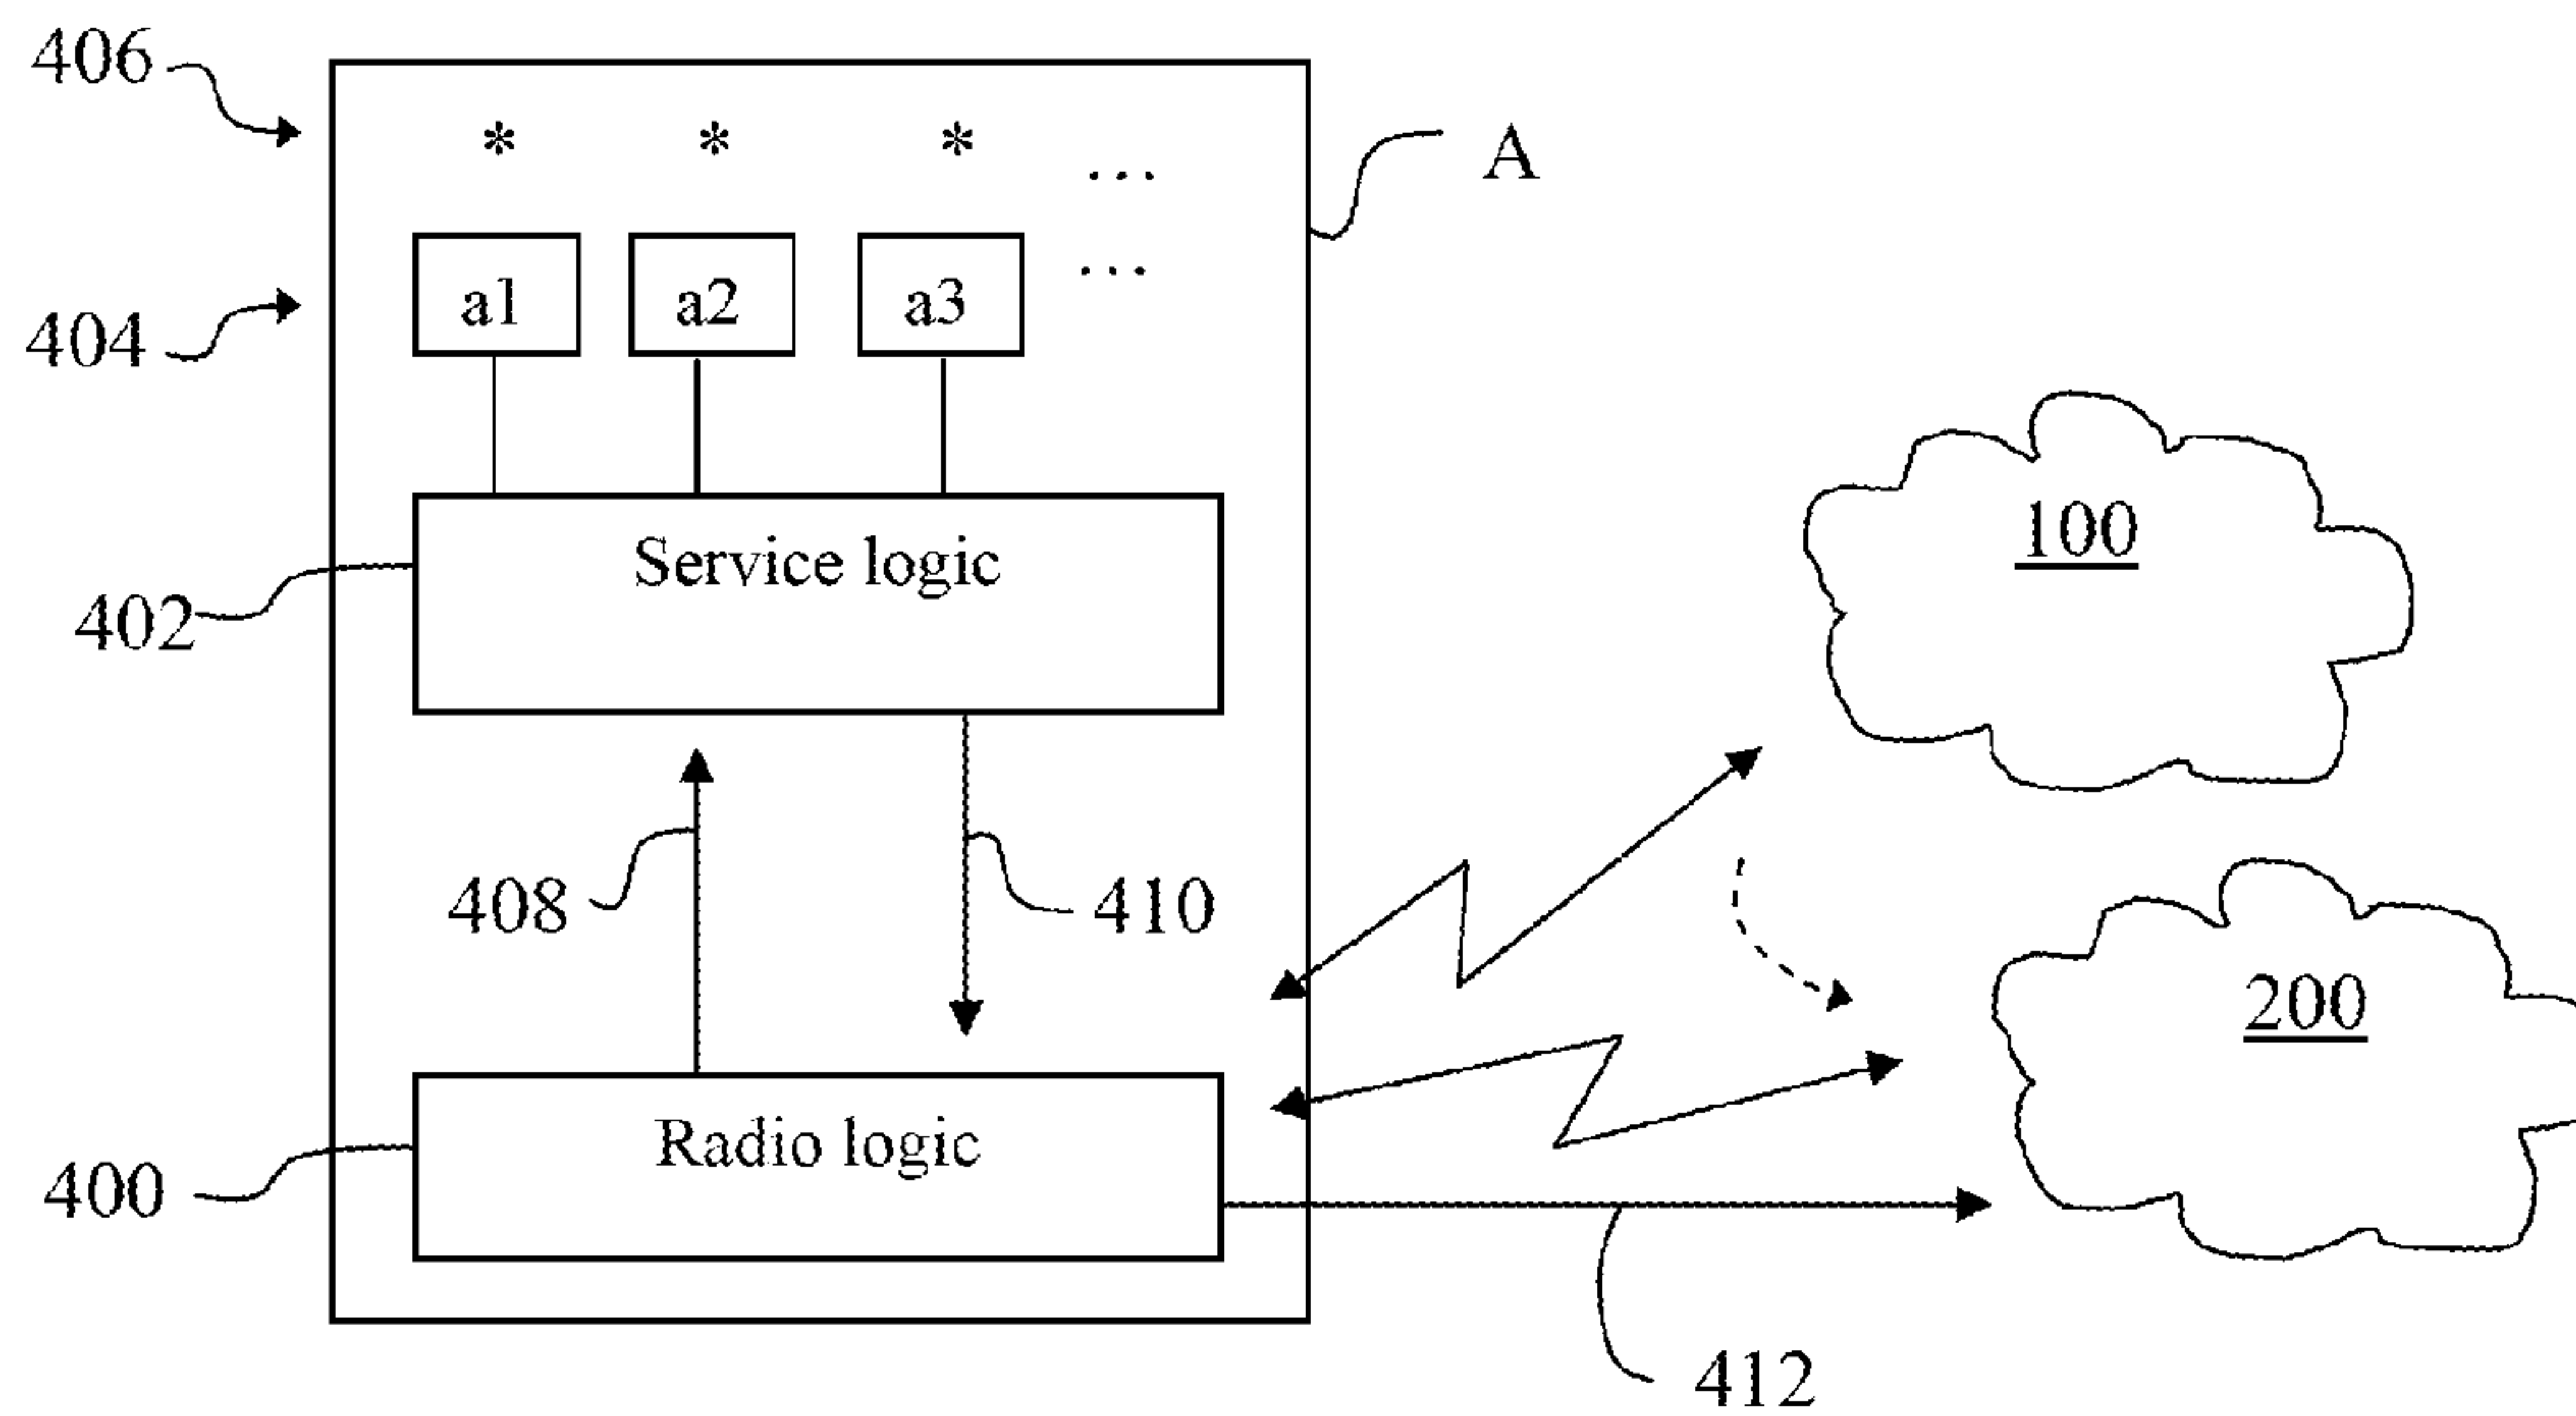 406
* * * ...
A
a1 a2 a3 ...
404
100
Service logic
402
408
410
200
Radio logic
400
412